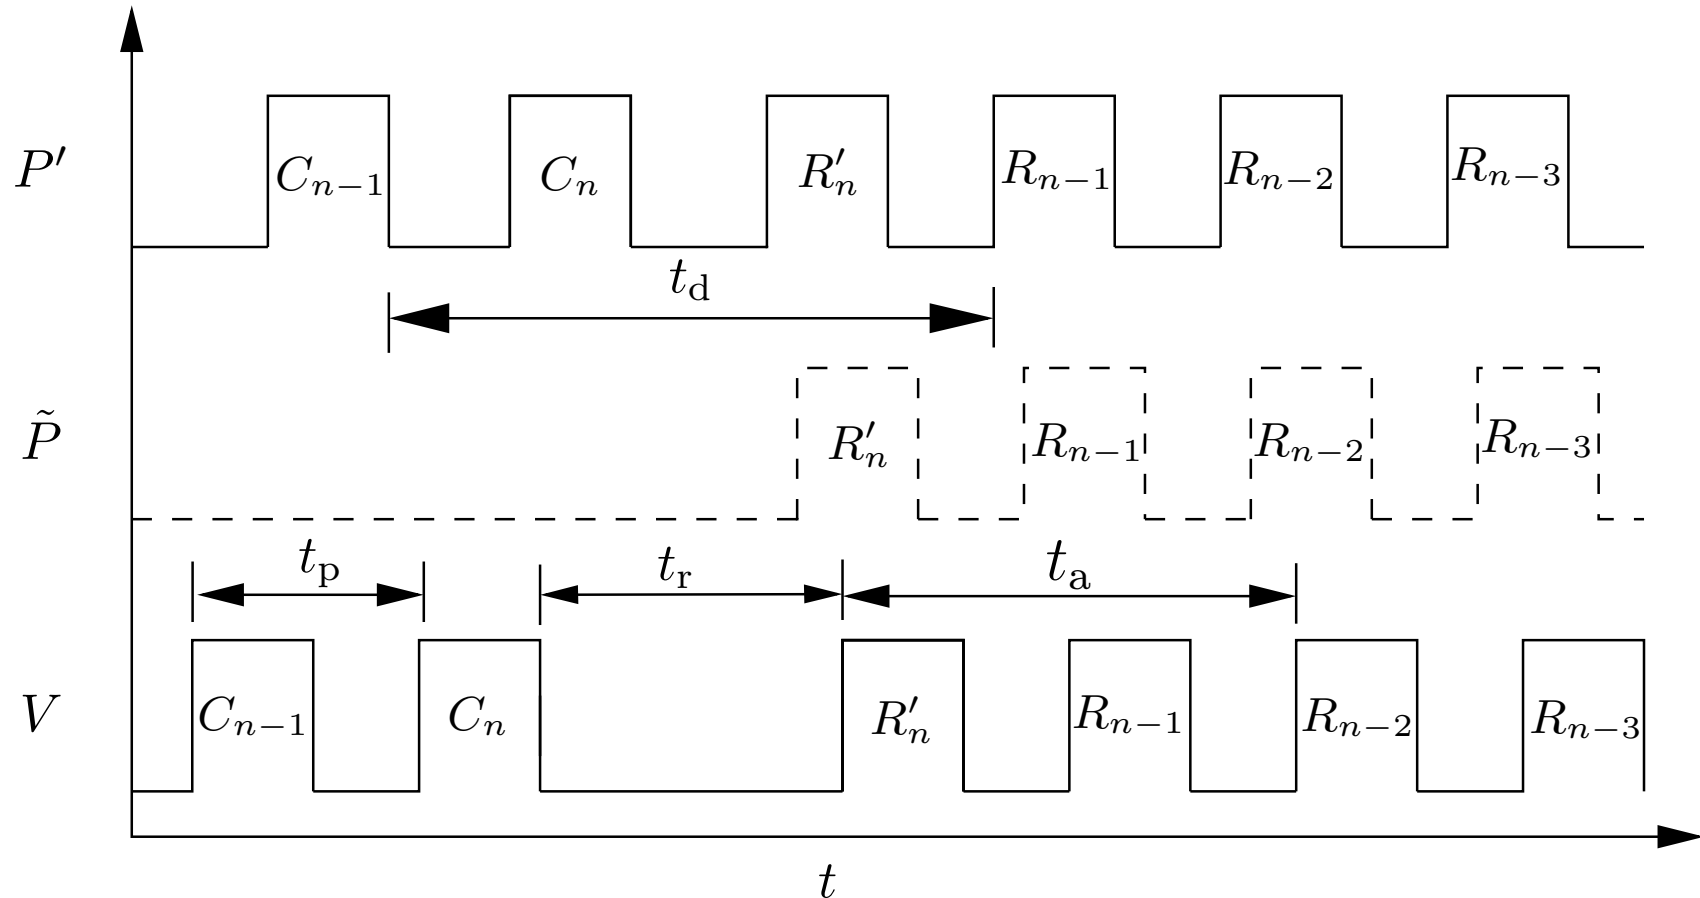 P′ C_{n−1} C_n R′_n R_{n−1} R_{n−2} R_{n−3}
t_d
P̃ R′_n R_{n−1} R_{n−2} R_{n−3}
t_p t_r t_a
V C_{n−1} C_n R′_n R_{n−1} R_{n−2} R_{n−3}
t